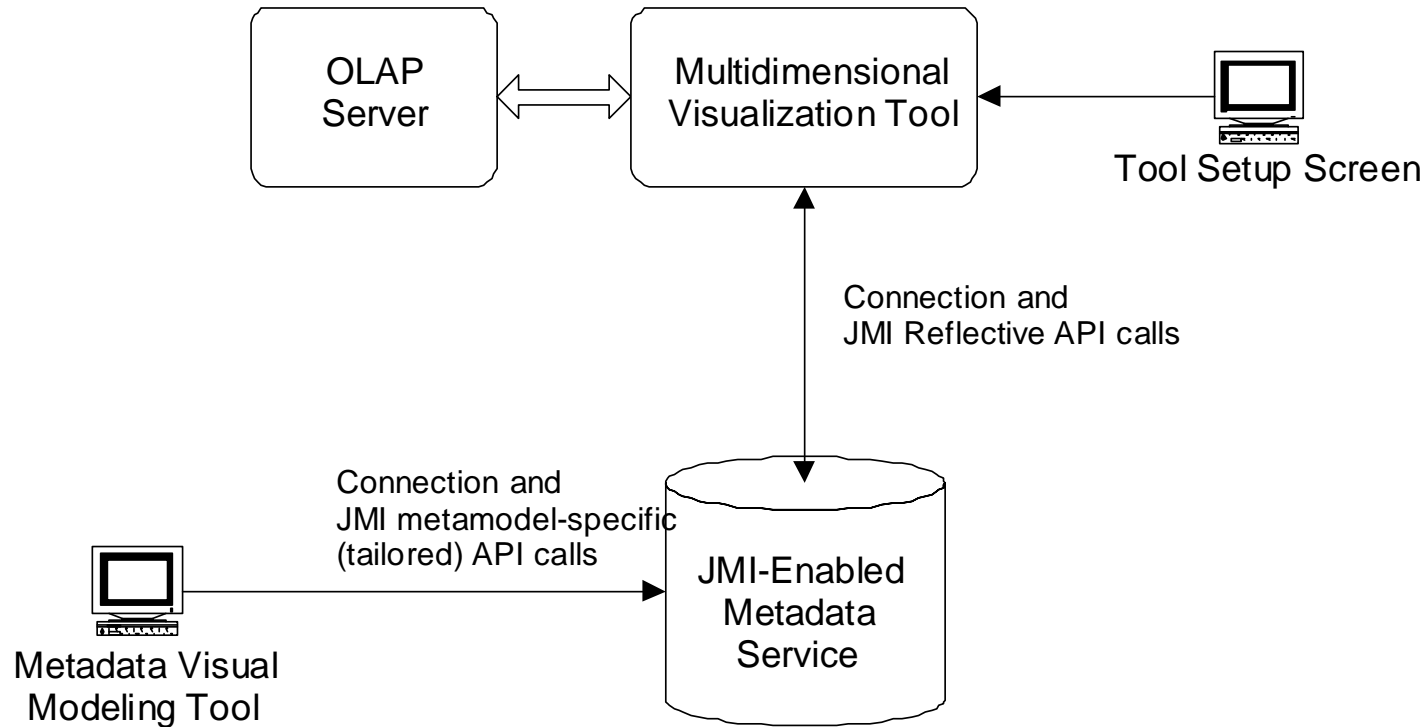 OLAP
Server
Multidimensional
Visualization Tool
Tool Setup Screen
Connection and
JMI Reflective API calls
Connection and
JMI metamodel-specific
(tailored) API calls
JMI-Enabled
Metadata
Service
Metadata Visual
Modeling Tool